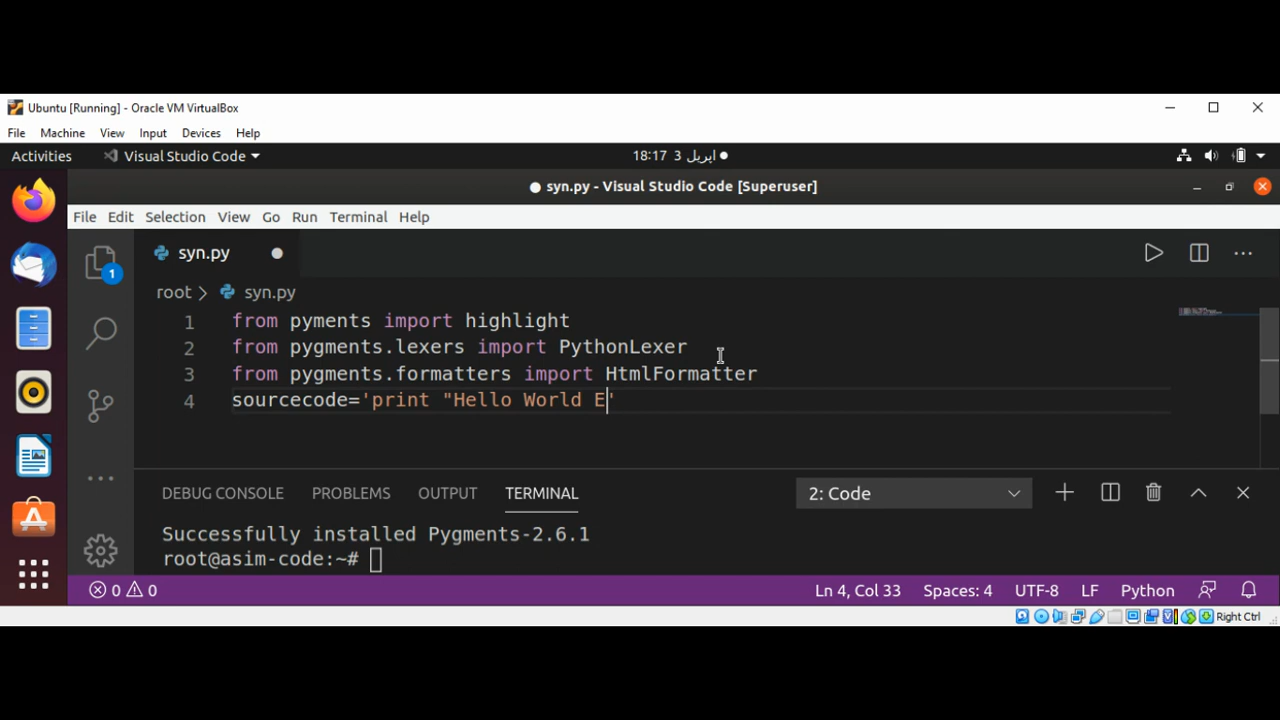 Ubuntu [Running] - Oracle VM VirtualBox
File Machine View Input Devices Help
Activities Visual Studio Code 18:17 3 اپریل
● syn.py - Visual Studio Code [Superuser]
File Edit Selection View Go Run Terminal Help
syn.py
root > syn.py
1 from pyments import highlight
2 from pygments.lexers import PythonLexer
3 from pygments.formatters import HtmlFormatter
4 sourcecode='print "Hello World E'
1
DEBUG CONSOLE PROBLEMS OUTPUT TERMINAL 2: Code
Successfully installed Pygments-2.6.1
root@asim-code:~#
0 0 Ln 4, Col 33 Spaces: 4 UTF-8 LF Python
Right Ctrl